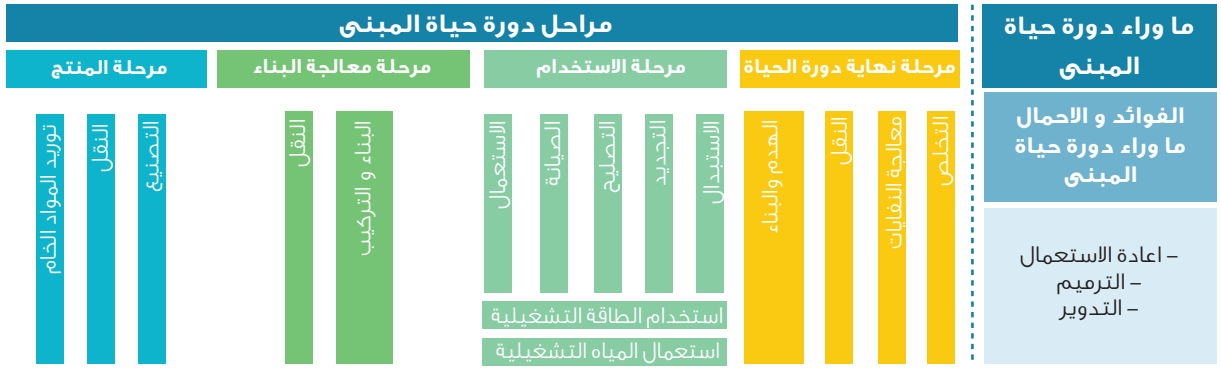 مراحل دورة حياة المبنى
مرحلة المنتج
توريد المواد الخام
النقل
التصنيع
مرحلة معالجة البناء
النقل
البناء و التركيب
مرحلة الاستخدام
الاستعمال
الصيانة
التصليح
التجديد
الاستبدال
استخدام الطاقة التشغيلية
استعمال المياه التشغيلية
مرحلة نهاية دورة الحياة
الهدم والبناء
النقل
معالجة النفايات
التخلص
ما وراء دورة حياة
المبنى
الفوائد و الاحمال
ما وراء دورة حياة
المبنى
– اعادة الاستعمال
– الترميم
– التدوير